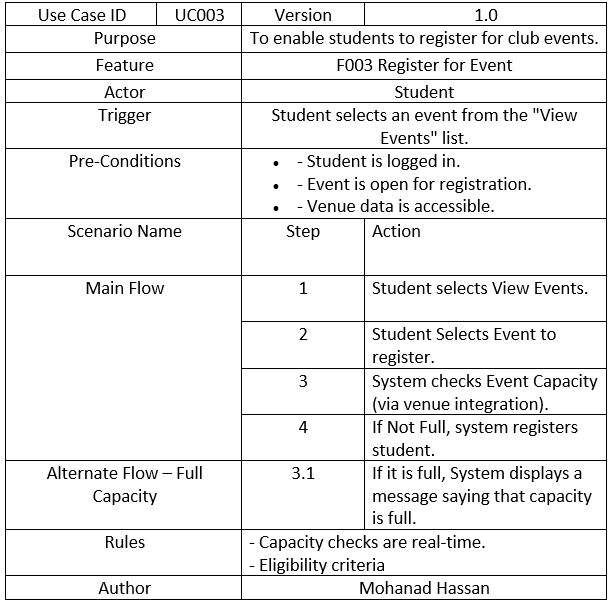 Use Case ID UC003 Version 1.0
Purpose To enable students to register for club events.
Feature F003 Register for Event
Actor Student
Trigger Student selects an event from the "View
Events" list.
Pre-Conditions • - Student is logged in.
• - Event is open for registration.
• - Venue data is accessible.
Scenario Name Step Action
Main Flow 1 Student selects View Events.
2 Student Selects Event to
register.
3 System checks Event Capacity
(via venue integration).
4 If Not Full, system registers
student.
Alternate Flow – Full 3.1 If it is full, System displays a
Capacity message saying that capacity
is full.
Rules - Capacity checks are real-time.
- Eligibility criteria
Author Mohanad Hassan